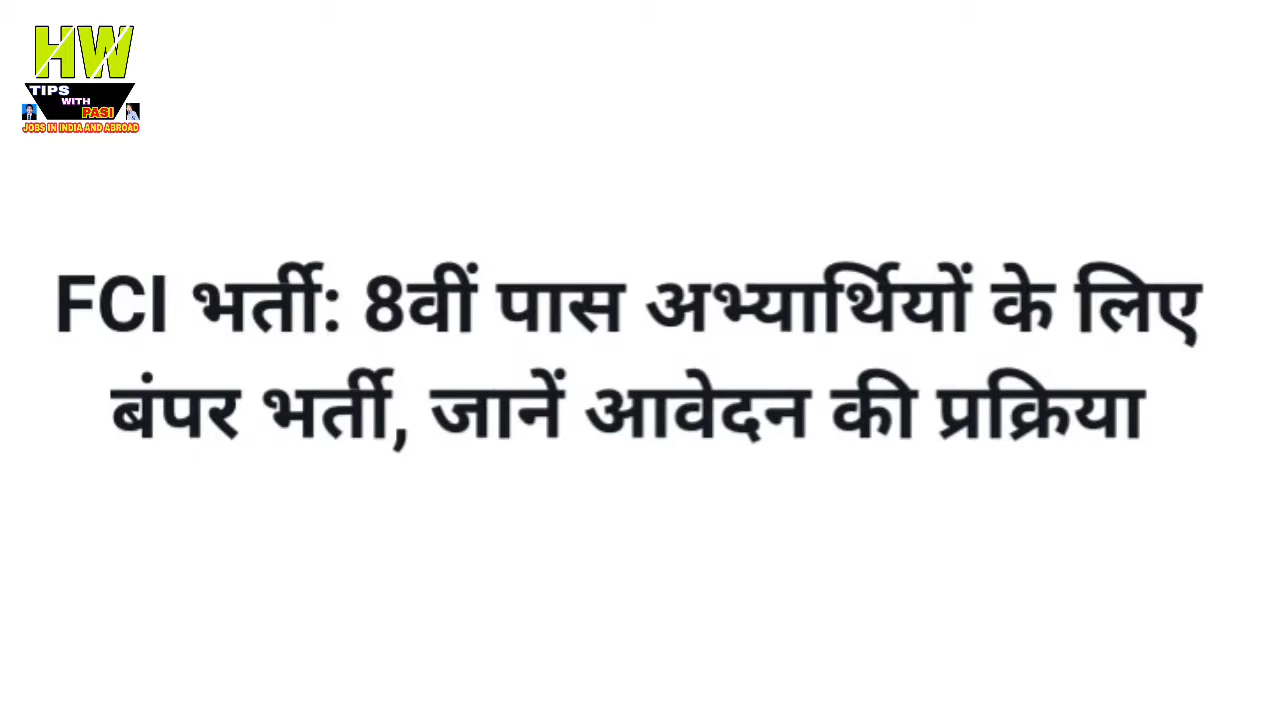 HW
TIPS
WITH
PASI
JOBS IN INDIA AND ABROAD
FCI भर्ती: 8वीं पास अभ्यार्थियों के लिए
बंपर भर्ती, जानें आवेदन की प्रक्रिया